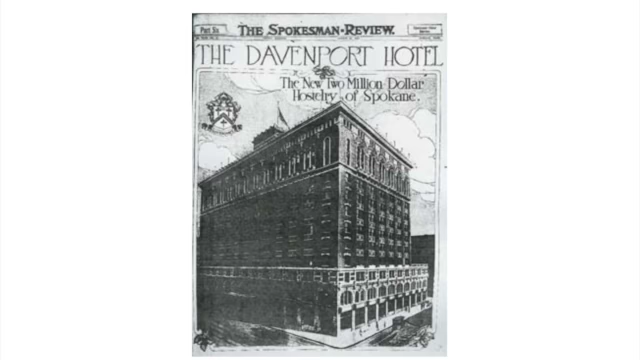 Part Six
THE SPOKESMAN-REVIEW.
THE DAVENPORT HOTEL
The New Two Million Dollar
Hostelry of Spokane.